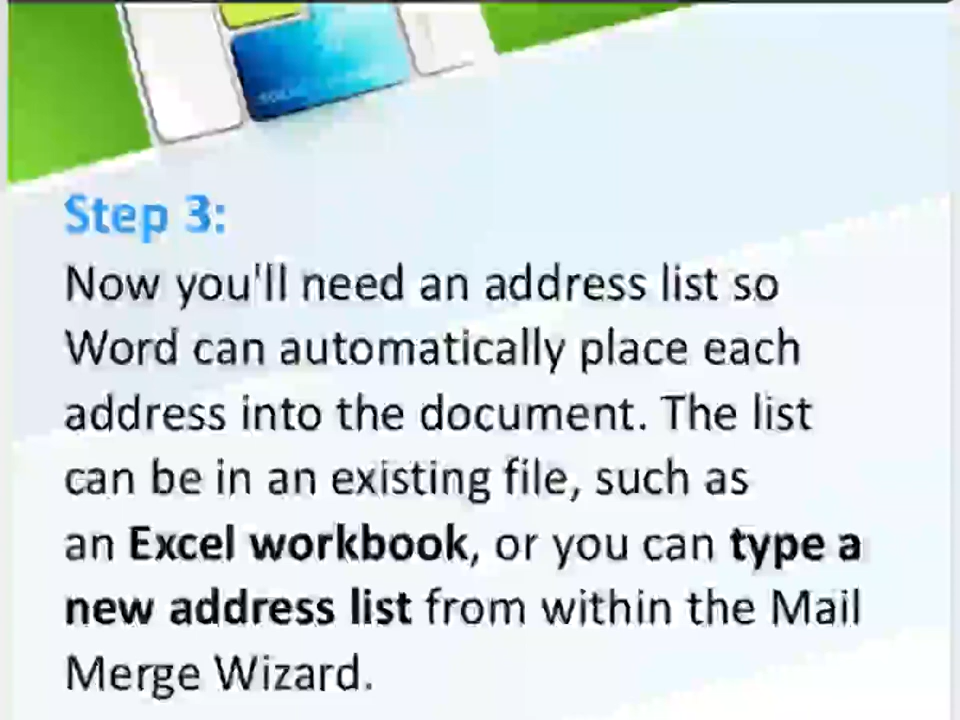 Step 3:
Now you'll need an address list so
Word can automatically place each
address into the document. The list
can be in an existing file, such as
an Excel workbook, or you can type a
new address list from within the Mail
Merge Wizard.